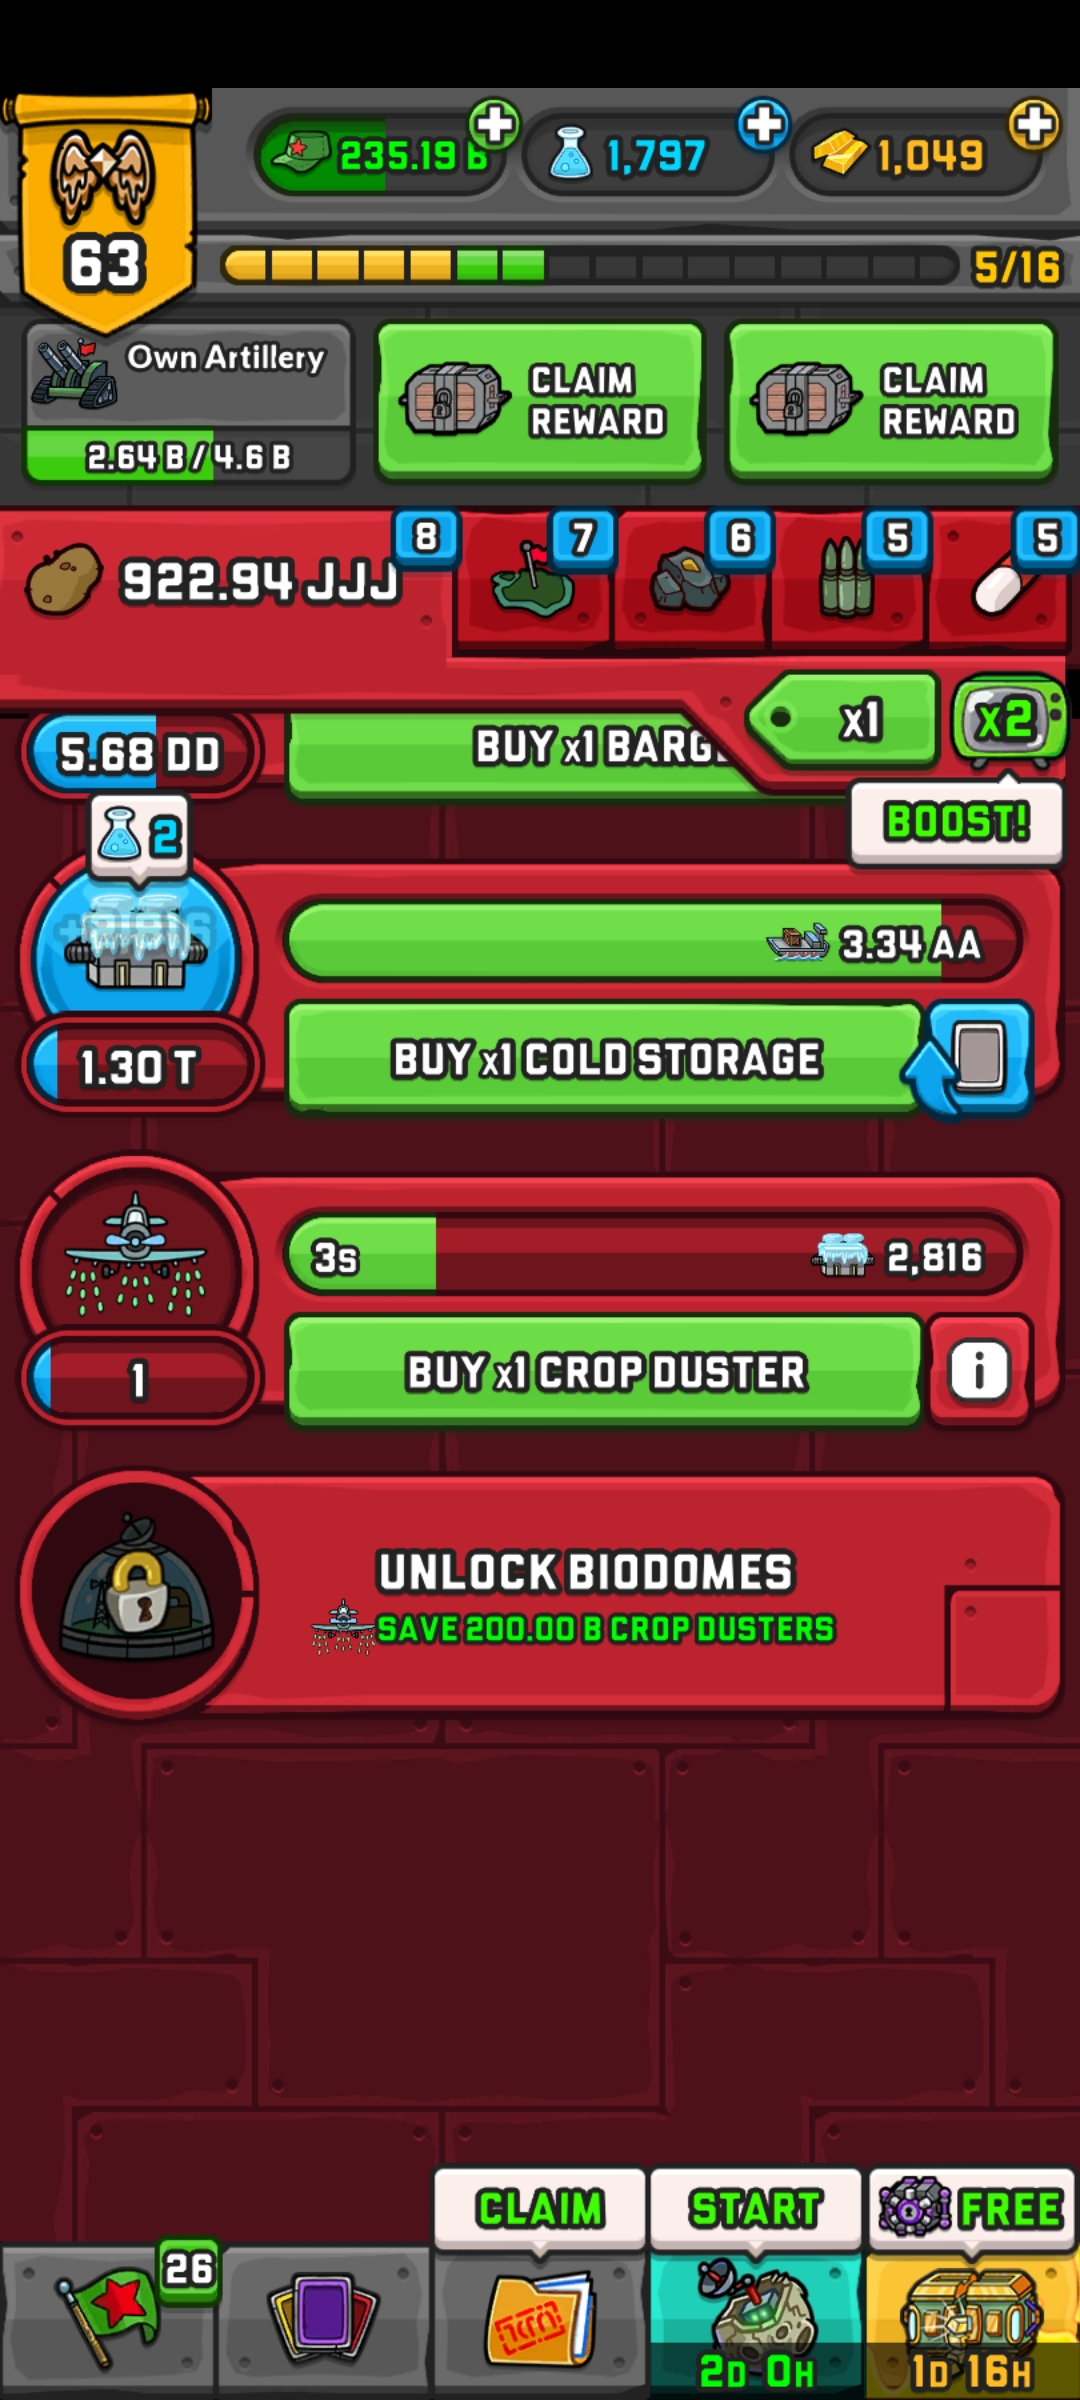 235.19 B
1,797
1,049
63
5/16
Own Artillery
2.64 B / 4.6 B
CLAIM
REWARD
CLAIM
REWARD
922.94 JJJ
8
7
6
5
5
5.68 DD
BUY x1 BARG
x1
x2
BOOST!
2
3.34 AA
1.30 T
BUY x1 COLD STORAGE
3s
2,816
1
BUY x1 CROP DUSTER
i
UNLOCK BIODOMES
SAVE 200.00 B CROP DUSTERS
CLAIM
START
FREE
26
2D 0H
1D 16H